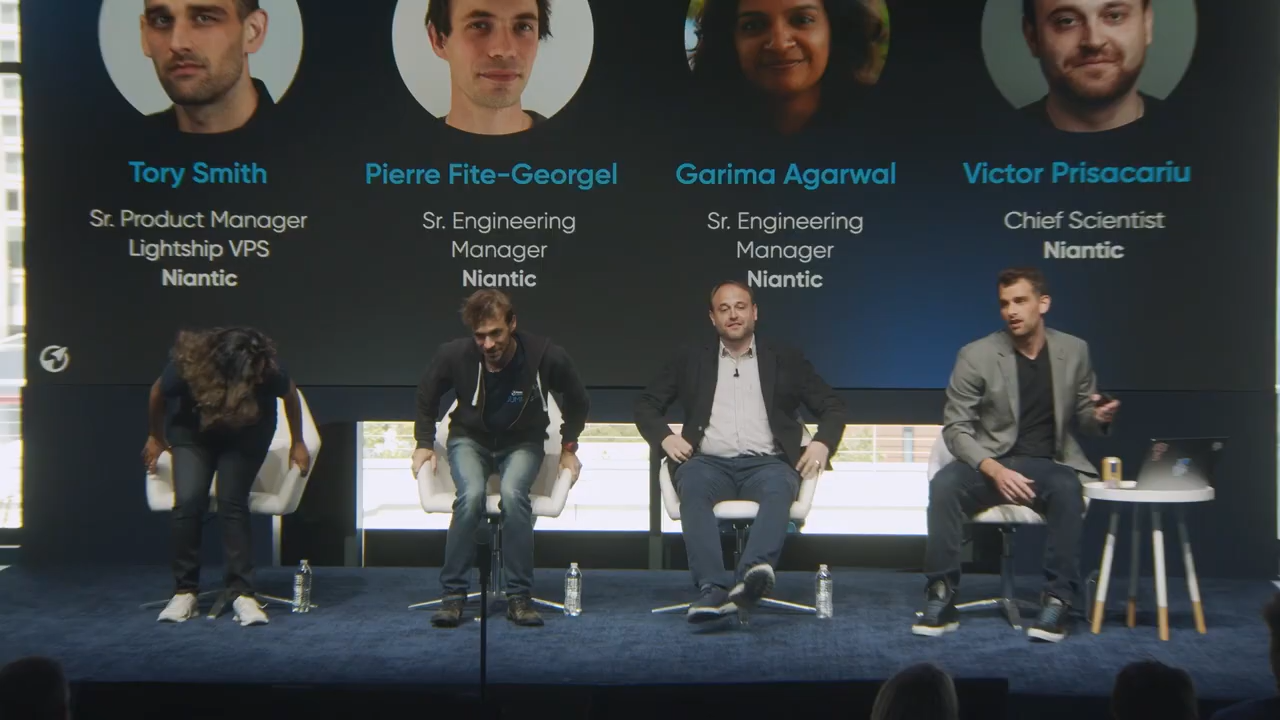 Tory Smith
Sr. Product Manager
Lightship VPS
Niantic
Pierre Fite-Georgel
Sr. Engineering
Manager
Niantic
Garima Agarwal
Sr. Engineering
Manager
Niantic
Victor Prisacariu
Chief Scientist
Niantic